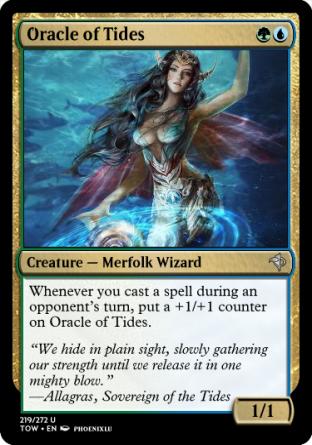 Oracle of Tides
Creature — Merfolk Wizard
Whenever you cast a spell during an
opponent's turn, put a +1/+1 counter
on Oracle of Tides.
"We hide in plain sight, slowly gathering
our strength until we release it in one
mighty blow."
—Allagras, Sovereign of the Tides
1/1
219/272 U
TOW • EN PHOENIXLU